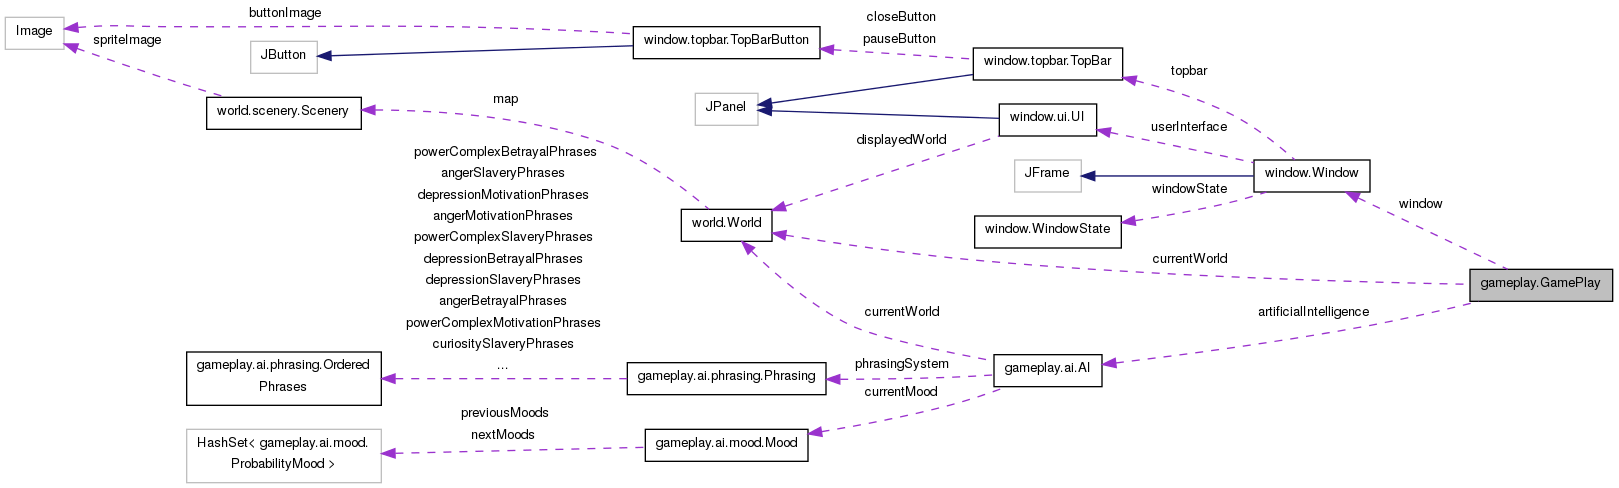 buttonImage
closeButton
Image
spriteImage
window.topbar.TopBarButton
pauseButton
JButton
window.topbar.TopBar
topbar
map
JPanel
world.scenery.Scenery
window.ui.UI
userInterface
displayedWorld
powerComplexBetrayalPhrases
angerSlaveryPhrases
JFrame
window.Window
depressionMotivationPhrases
windowState
window
angerMotivationPhrases
world.World
window.WindowState
powerComplexSlaveryPhrases
depressionBetrayalPhrases
currentWorld
depressionSlaveryPhrases
gameplay.GamePlay
angerBetrayalPhrases
currentWorld
artificialIntelligence
powerComplexMotivationPhrases
curiositySlaveryPhrases
...
gameplay.ai.phrasing.Ordered
Phrases
gameplay.ai.phrasing.Phrasing
phrasingSystem
gameplay.ai.AI
currentMood
previousMoods
nextMoods
HashSet< gameplay.ai.mood.
ProbabilityMood >
gameplay.ai.mood.Mood